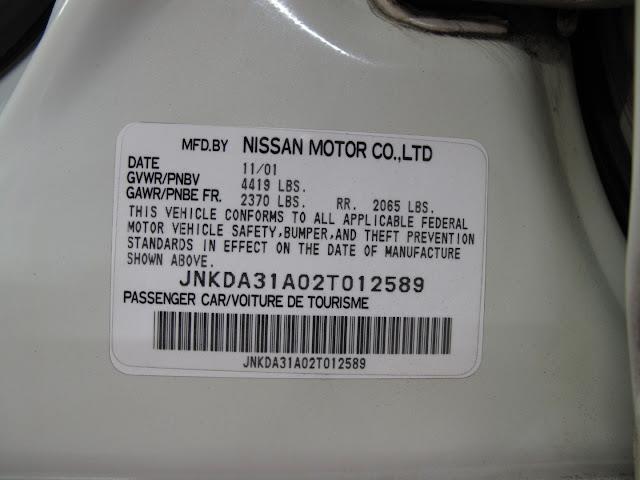 MFD.BY NISSAN MOTOR CO.,LTD
DATE 11/01
GVWR/PNBV 4419 LBS.
GAWR/PNBE FR. 2370 LBS. RR. 2065 LBS.
THIS VEHICLE CONFORMS TO ALL APPLICABLE FEDERAL
MOTOR VEHICLE SAFETY,BUMPER,AND THEFT PREVENTION
STANDARDS IN EFFECT ON THE DATE OF MANUFACTURE
SHOWN ABOVE.
JNKDA31A02T012589
PASSENGER CAR/VOITURE DE TOURISME
JNKDA31A02T012589